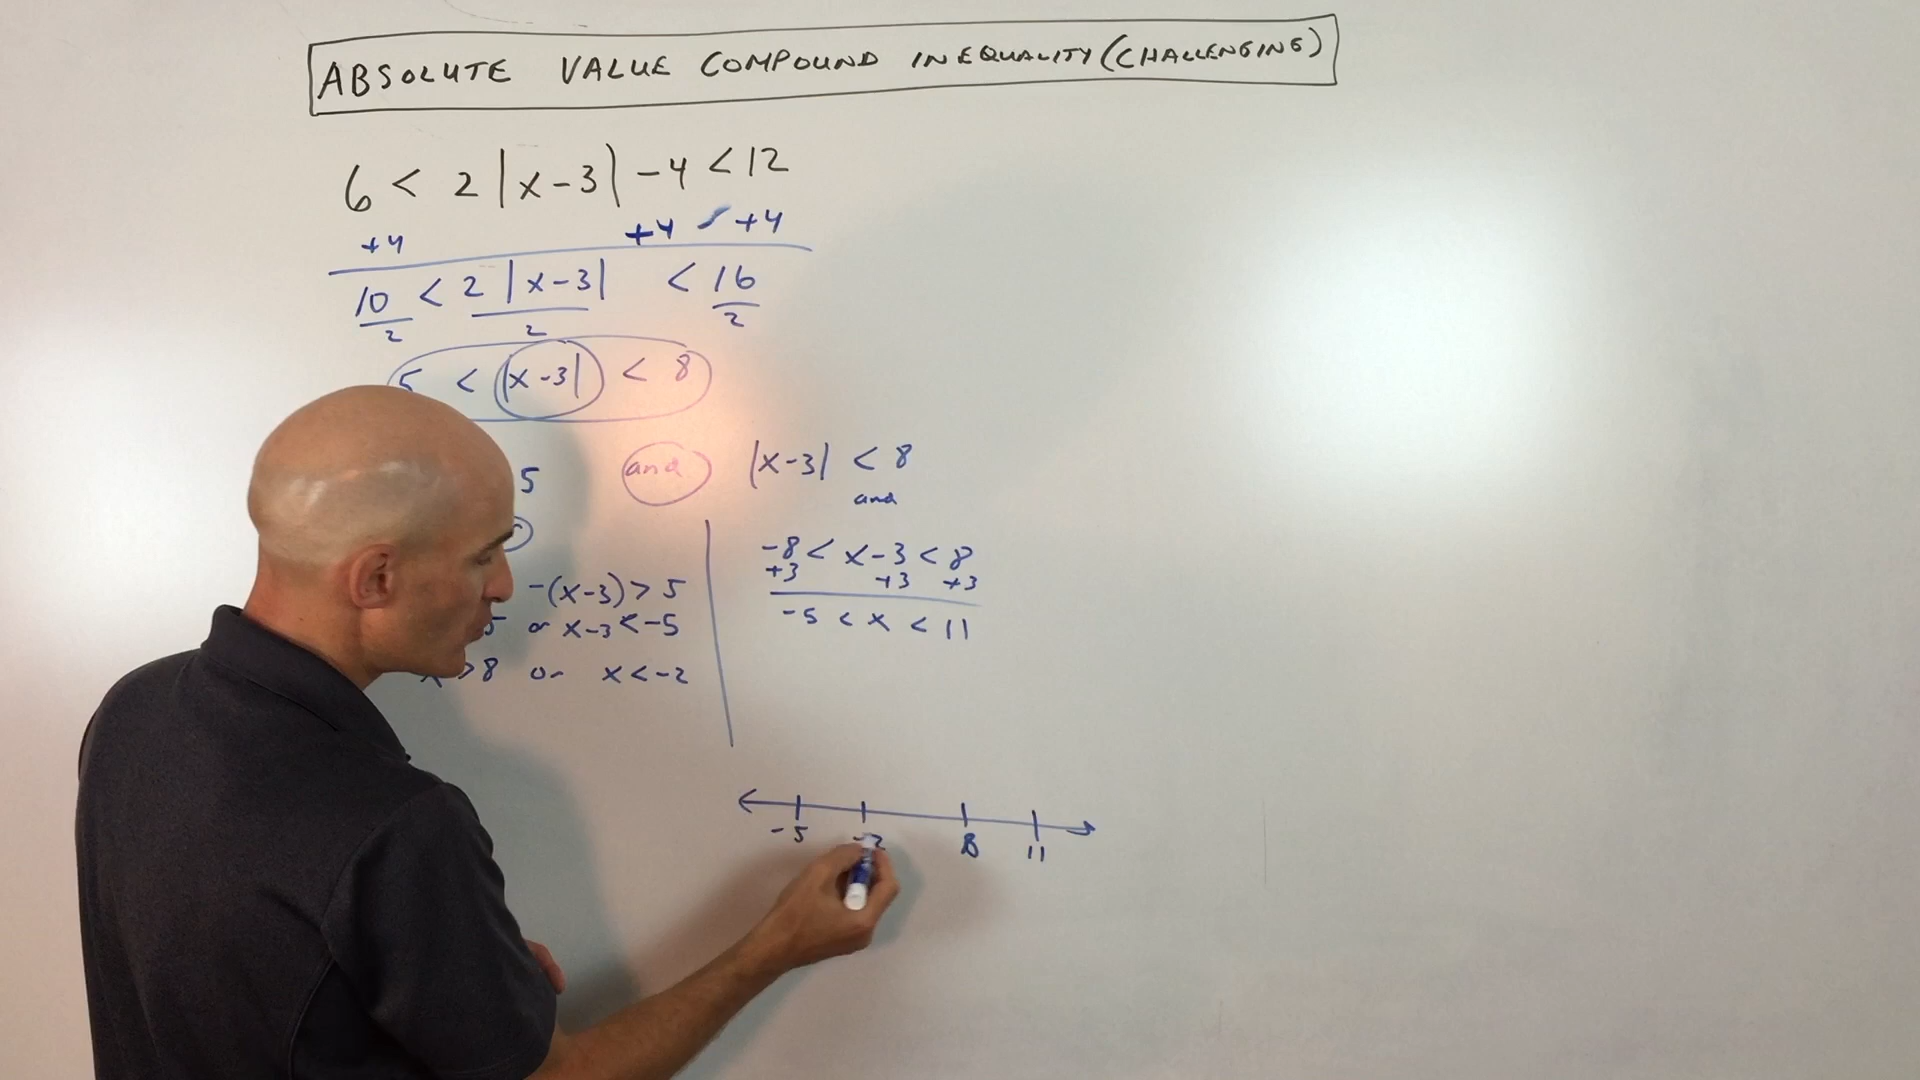 ABSOLUTE VALUE COMPOUND INEQUALITY (CHALLENGING)
6 < 2 |x-3| -4 < 12
+4 +4 +4
10 < 2 |x-3| < 16
2 2 2
5 < |x-3| < 8
5 and |x-3| < 8
and
-8 < x-3 < 8
+3 +3 +3
-(x-3) > 5
-5 < x < 11
5 or x-3 < -5
x > 8 or x < -2
-5 -2 8 11